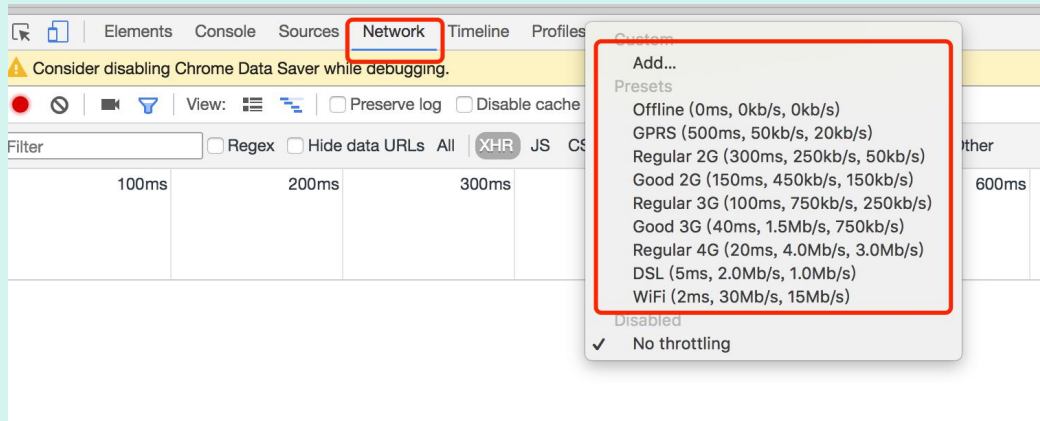 Elements Console Sources Network Timeline Profiles
Consider disabling Chrome Data Saver while debugging.
View: Preserve log Disable cache
Filter Regex Hide data URLs All XHR JS
100ms 200ms 300ms 600ms
Custom
Add...
Presets
Offline (0ms, 0kb/s, 0kb/s)
GPRS (500ms, 50kb/s, 20kb/s)
Regular 2G (300ms, 250kb/s, 50kb/s)
Good 2G (150ms, 450kb/s, 150kb/s)
Regular 3G (100ms, 750kb/s, 250kb/s)
Good 3G (40ms, 1.5Mb/s, 750kb/s)
Regular 4G (20ms, 4.0Mb/s, 3.0Mb/s)
DSL (5ms, 2.0Mb/s, 1.0Mb/s)
WiFi (2ms, 30Mb/s, 15Mb/s)
Disabled
No throttling